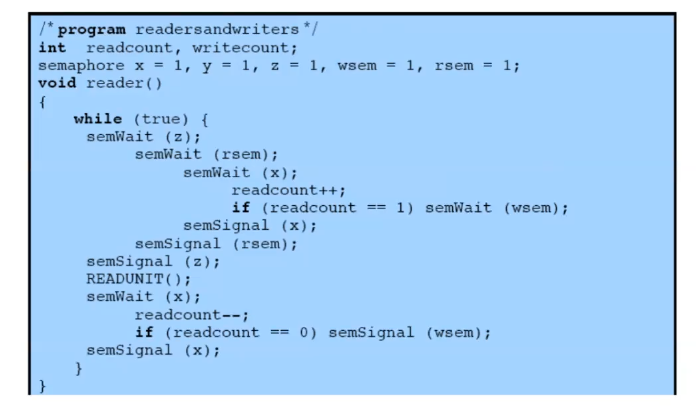 /* program readersandwriters */
int readcount, writecount;
semaphore x = 1, y = 1, z = 1, wsem = 1, rsem = 1;
void reader()
{
    while (true) {
     semWait (z);
          semWait (rsem);
               semWait (x);
                    readcount++;
                    if (readcount == 1) semWait (wsem);
               semSignal (x);
          semSignal (rsem);
     semSignal (z);
     READUNIT();
     semWait (x);
          readcount--;
          if (readcount == 0) semSignal (wsem);
     semSignal (x);
    }
}